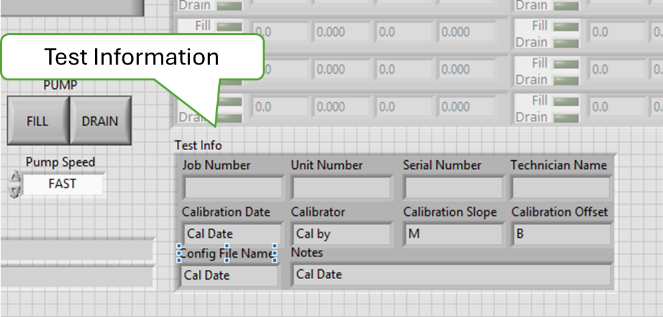 Drain
Drain
Fill 0.0 0.000 0.0 0.000 Fill 0.0
Drain Drain
Test Information
Fill 0.0 0.000 0.0 0.000 Fill 0.0
Drain Drain
PUMP
Fill 0.0 0.000 0.0 0.000 Fill 0.0
Drain Drain
FILL DRAIN
Test Info
Pump Speed
FAST
Job Number Unit Number Serial Number Technician Name
Calibration Date Calibrator Calibration Slope Calibration Offset
Cal Date Cal by M B
Config File Name Notes
Cal Date Cal Date